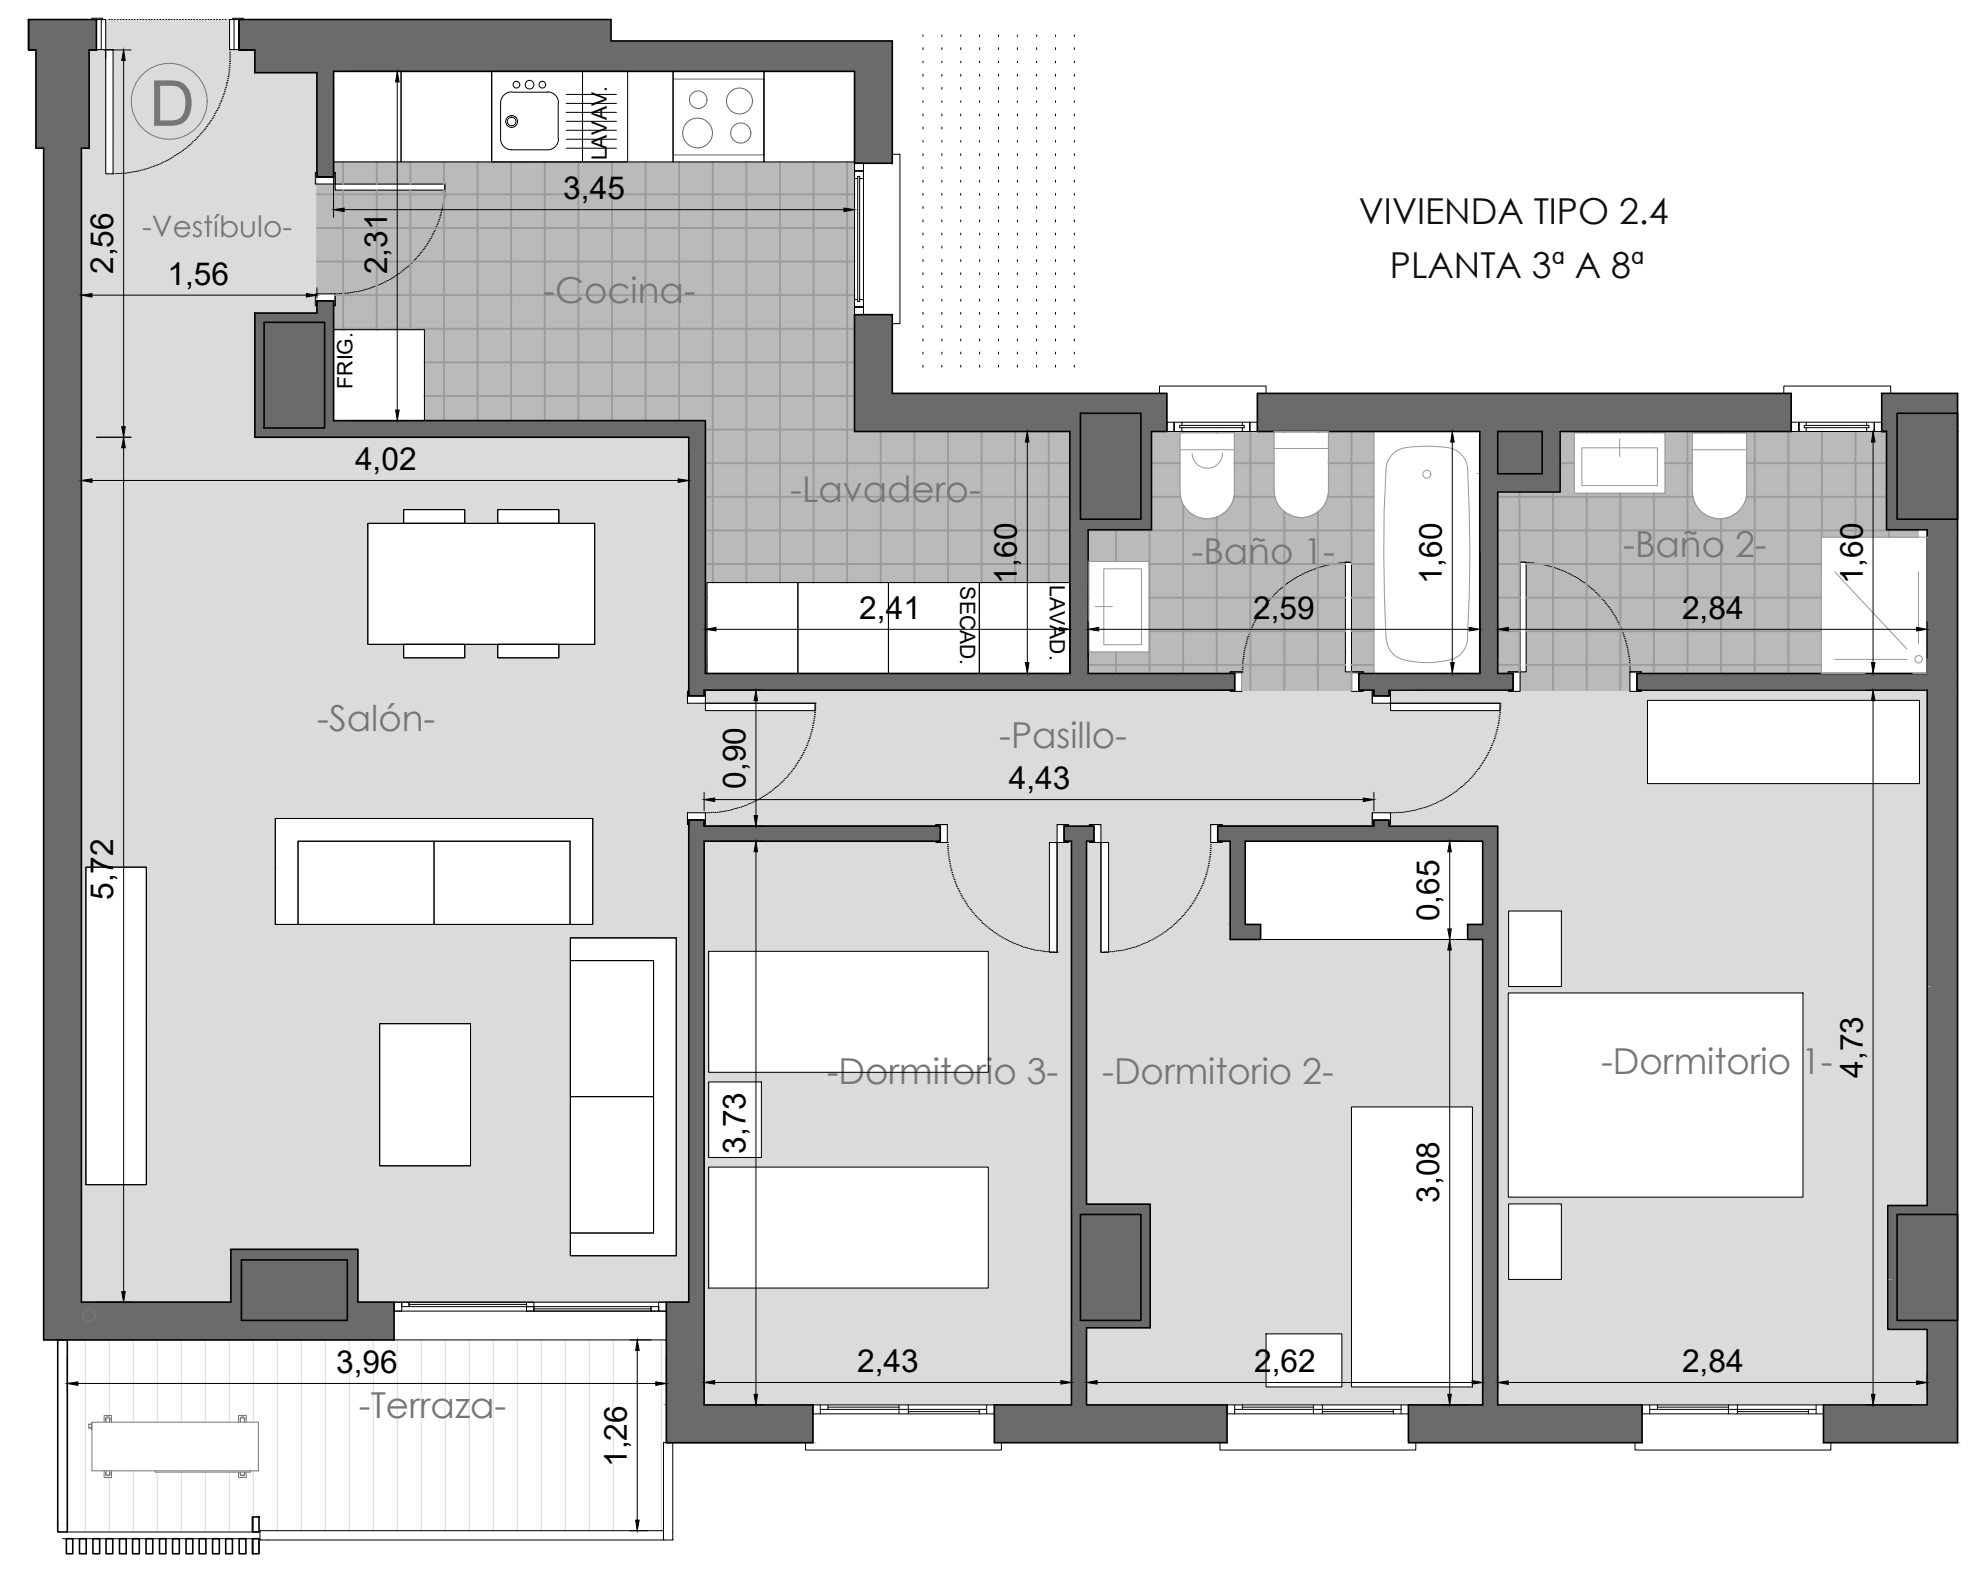 D
LAVAV.
3,45
VIVIENDA TIPO 2.4
PLANTA 3ª A 8ª
-Vestíbulo-
2,56
1,56
2,31
-Cocina-
FRIG.
4,02
-Lavadero-
1,60
2,41
SECAD.
LAVAD.
-Baño 1-
1,60
2,59
-Baño 2-
1,60
2,84
-Salón-
0,90
-Pasillo-
4,43
5,72
0,65
-Dormitorio 3-
-Dormitorio 2-
-Dormitorio 1-
4,73
3,73
3,08
3,96
2,43
2,62
2,84
-Terraza-
1,26